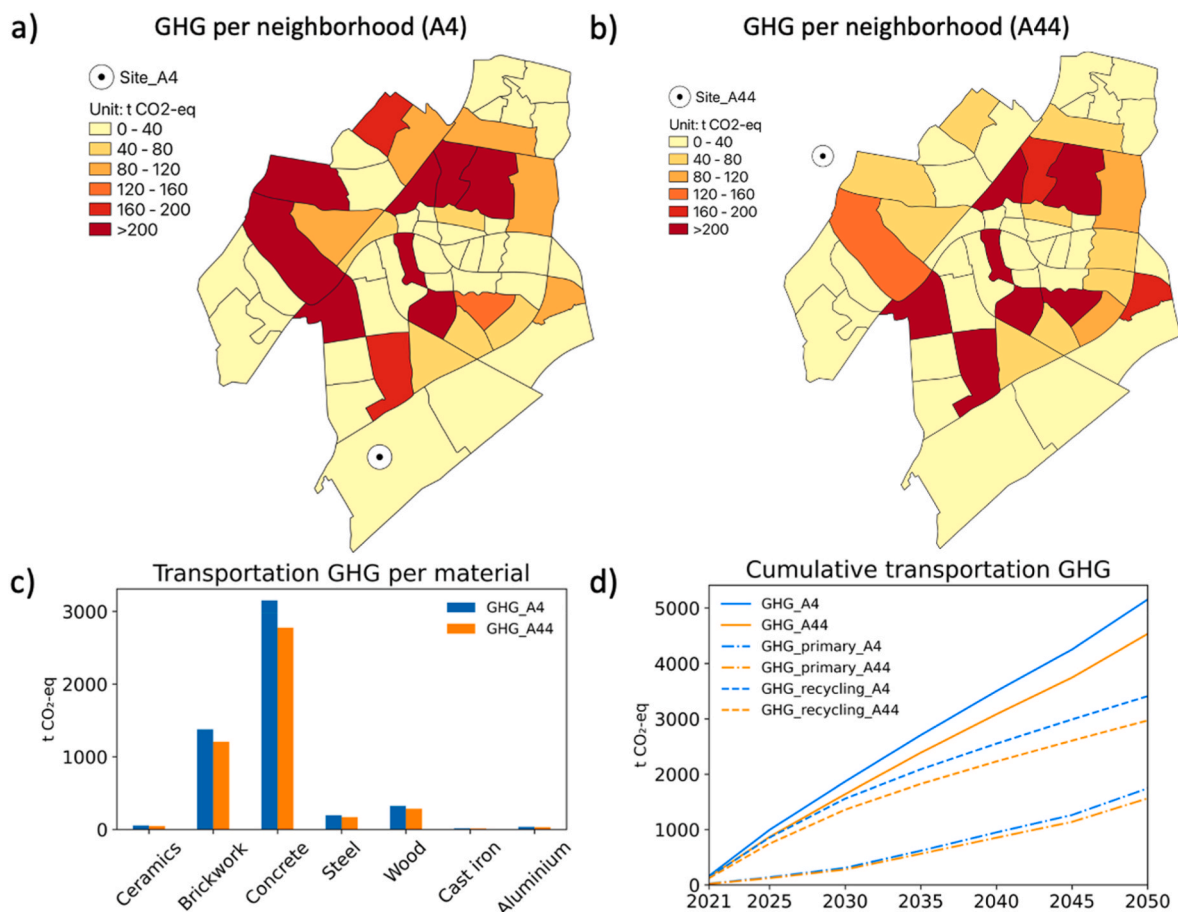 a)
GHG per neighborhood (A4)
Site_A4
Unit: t CO2-eq
0 - 40
40 - 80
80 - 120
120 - 160
160 - 200
>200
b)
GHG per neighborhood (A44)
Site_A44
Unit: t CO2-eq
0 - 40
40 - 80
80 - 120
120 - 160
160 - 200
>200
c)
Transportation GHG per material
GHG_A4
GHG_A44
t CO₂-eq
3000
2000
1000
0
Ceramics
Brickwork
Concrete
Steel
Wood
Cast iron
Aluminium
d)
Cumulative transportation GHG
GHG_A4
GHG_A44
GHG_primary_A4
GHG_primary_A44
GHG_recycling_A4
GHG_recycling_A44
t CO₂-eq
5000
4000
3000
2000
1000
0
2021 2025 2030 2035 2040 2045 2050